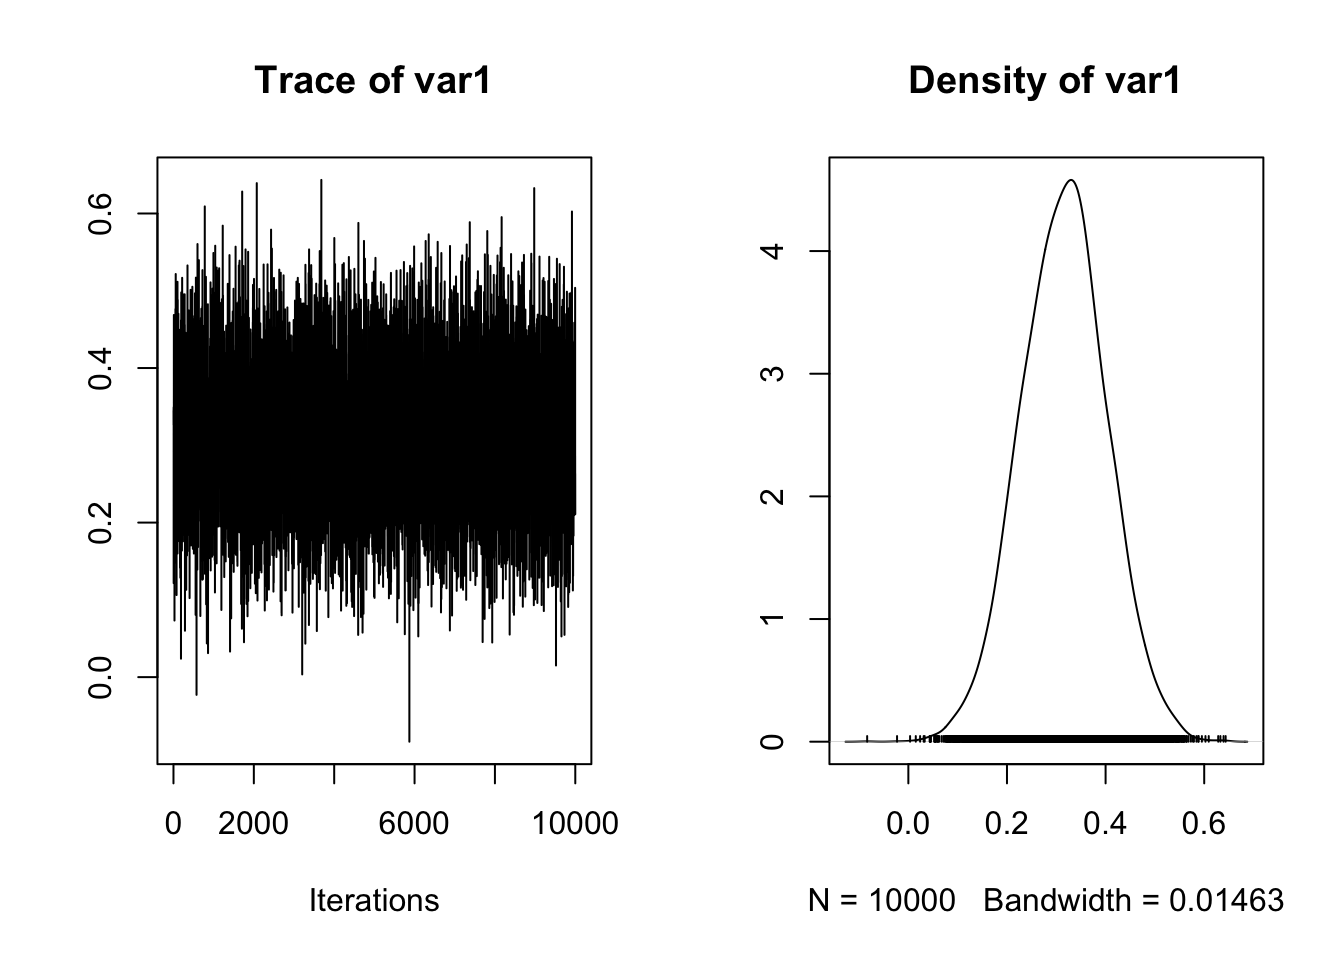 Trace of var1
0.6
0.4
0.2
0.0
0 2000 6000 10000
Iterations
Density of var1
4
3
2
1
0
0.0 0.2 0.4 0.6
N = 10000 Bandwidth = 0.01463